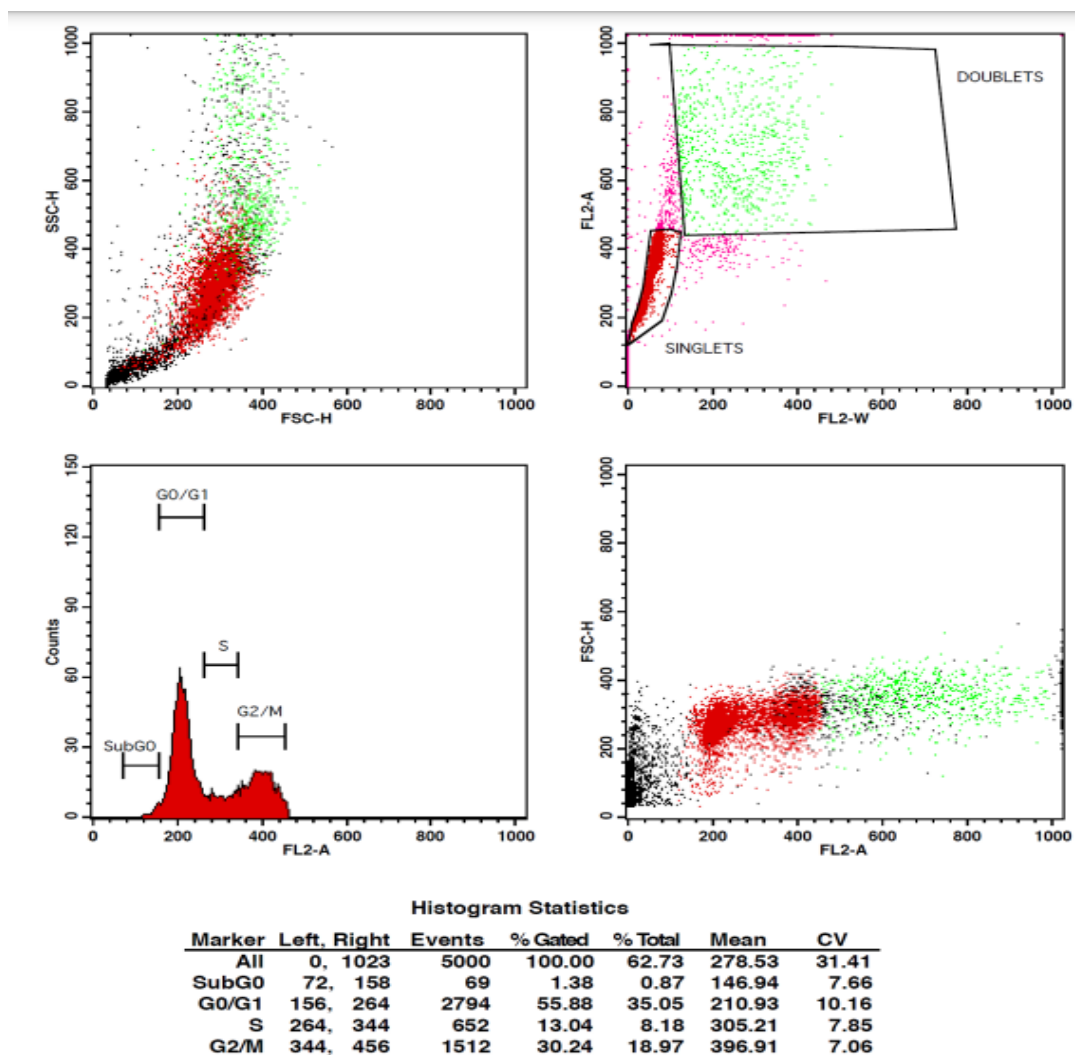 1000
800
600
400
200
0
SSC-H
0 200 400 600 800 1000
FSC-H
1000
800
600
400
200
0
FL2-A
DOUBLETS
SINGLETS
0 200 400 600 800 1000
FL2-W
150
120
90
60
30
0
Counts
G0/G1
S
G2/M
SubG0
0 200 400 600 800 1000
FL2-A
1000
800
600
400
200
0
FSC-H
0 200 400 600 800 1000
FL2-A
Histogram Statistics
Marker Left, Right Events % Gated % Total Mean CV
All 0, 1023 5000 100.00 62.73 278.53 31.41
SubG0 72, 158 69 1.38 0.87 146.94 7.66
G0/G1 156, 264 2794 55.88 35.05 210.93 10.16
S 264, 344 652 13.04 8.18 305.21 7.85
G2/M 344, 456 1512 30.24 18.97 396.91 7.06